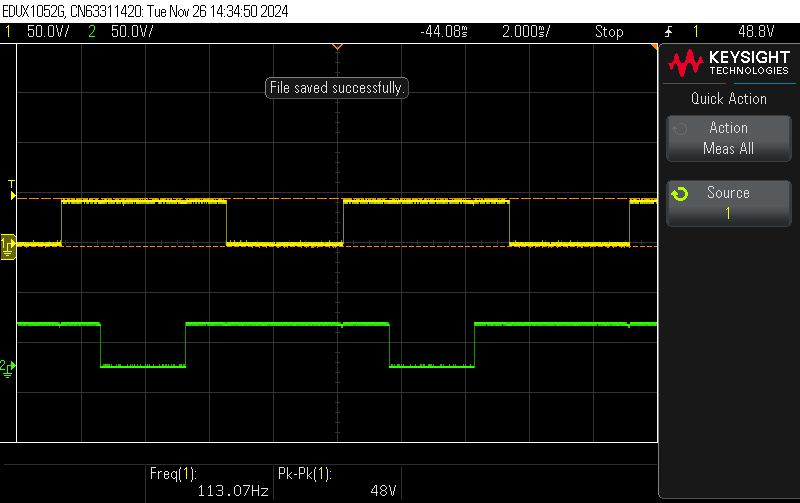 EDUX1052G, CN63311420: Tue Nov 26 14:34:50 2024
1 50.0V/ 2 50.0V/ -44.08ms 2.000ms/ Stop 1 48.8V
KEYSIGHT
TECHNOLOGIES
File saved successfully.
Quick Action
Action
Meas All
T
Source
1
1
2
Freq(1): Pk-Pk(1):
113.07Hz 48V